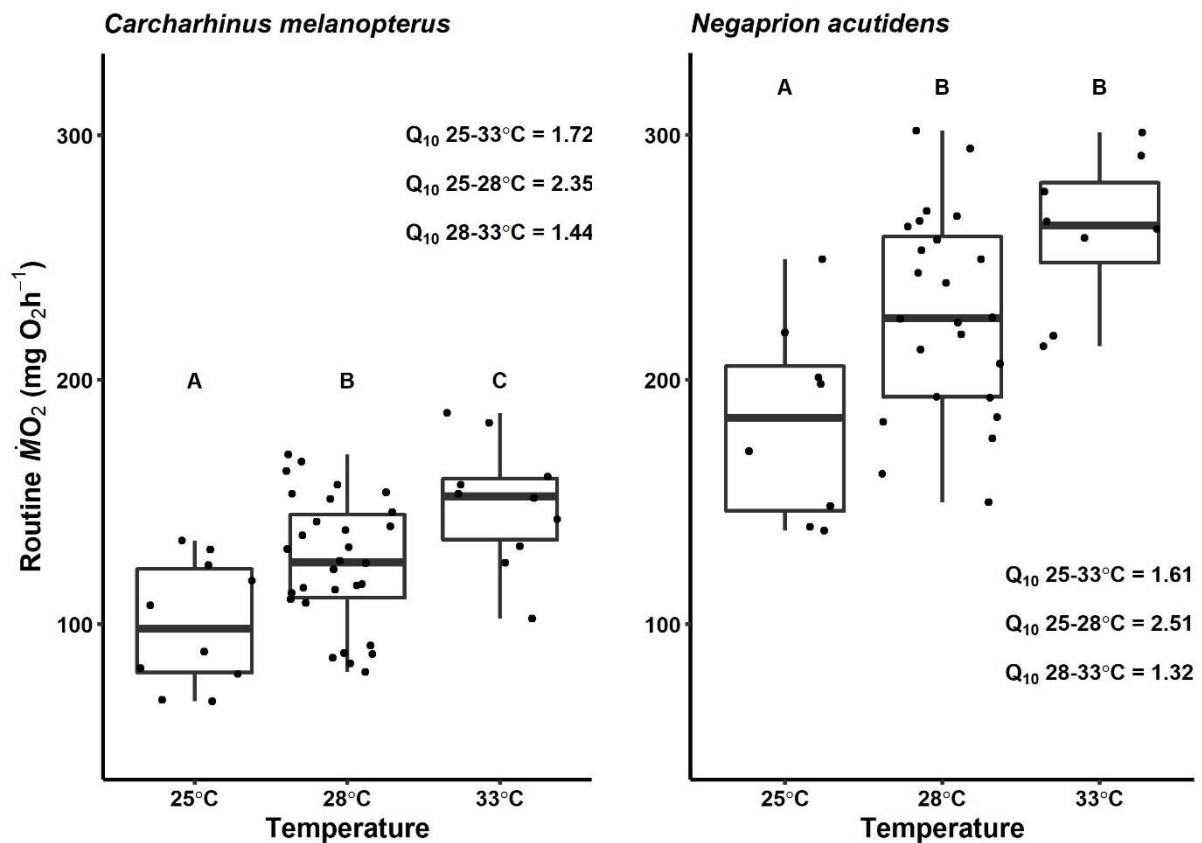 Carcharhinus melanopterus
Routine ṀO₂ (mg O₂h⁻¹)
300
200
100
A
B
C
Q₁₀ 25-33°C = 1.72
Q₁₀ 25-28°C = 2.35
Q₁₀ 28-33°C = 1.44
25°C
28°C
33°C
Temperature
Negaprion acutidens
300
200
100
A
B
B
Q₁₀ 25-33°C = 1.61
Q₁₀ 25-28°C = 2.51
Q₁₀ 28-33°C = 1.32
25°C
28°C
33°C
Temperature